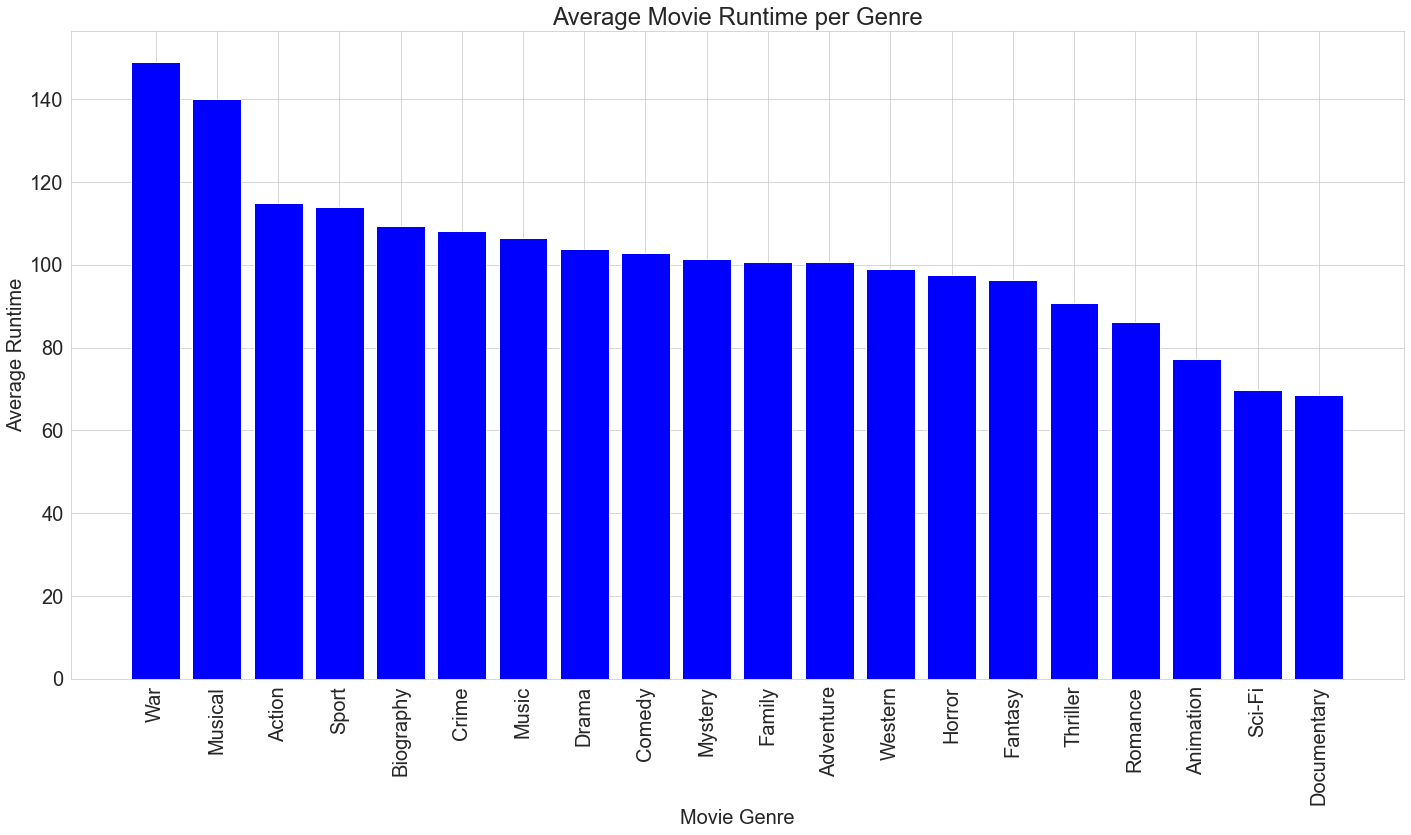 Average Movie Runtime per Genre
Average Runtime
140
120
100
80
60
40
20
0
War
Musical
Action
Sport
Biography
Crime
Music
Drama
Comedy
Mystery
Family
Adventure
Western
Horror
Fantasy
Thriller
Romance
Animation
Sci-Fi
Documentary
Movie Genre